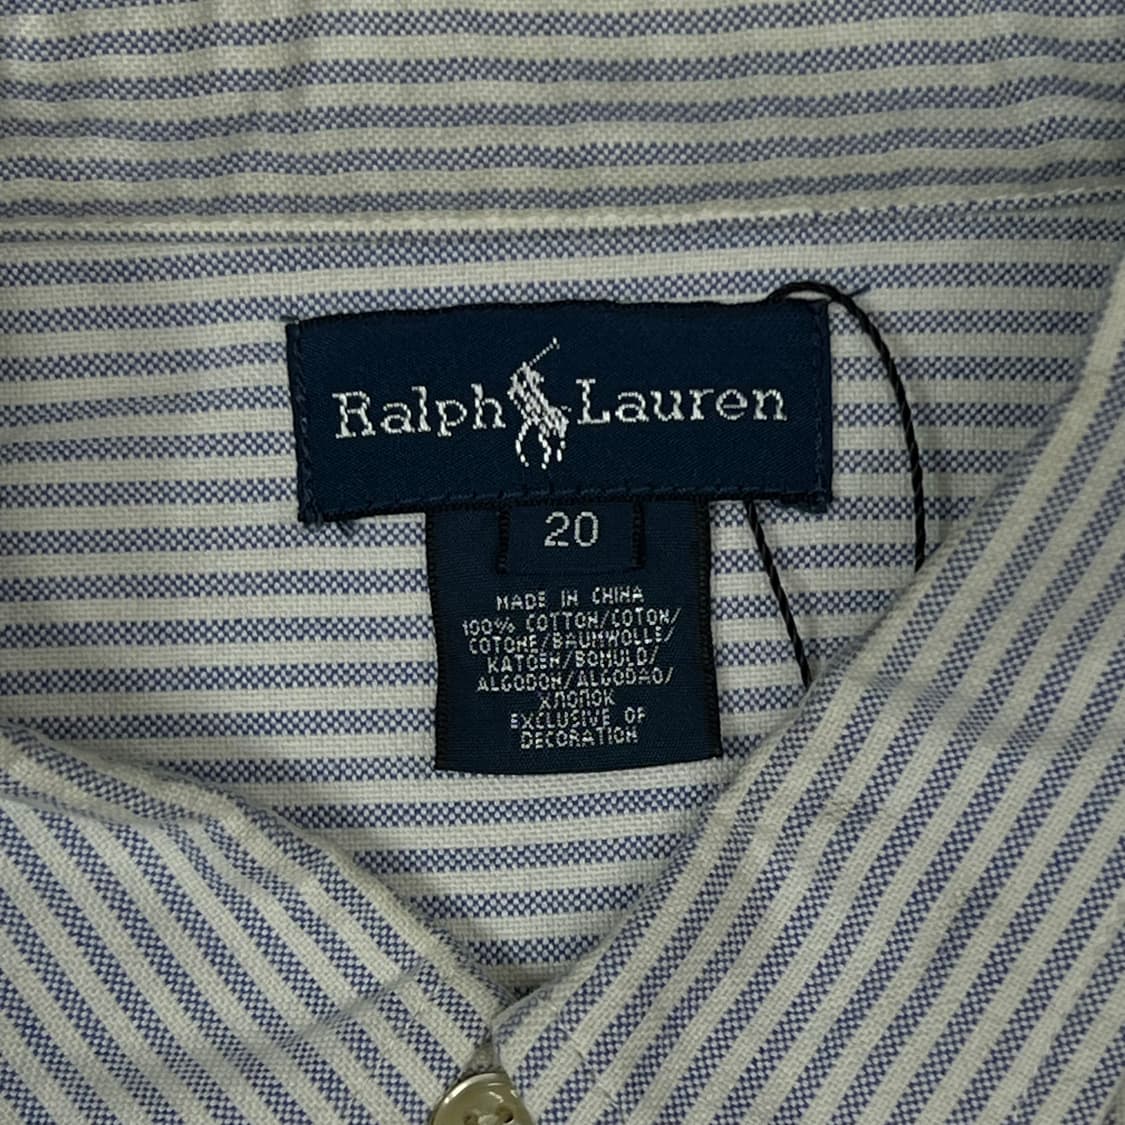 Ralph Lauren
20
MADE IN CHINA
100% COTTON/COTON/
COTONE/BAUMWOLLE/
KATOEN/BOMULD/
ALGODON/ALGODAO/
ХЛОПОК
EXCLUSIVE OF
DECORATION